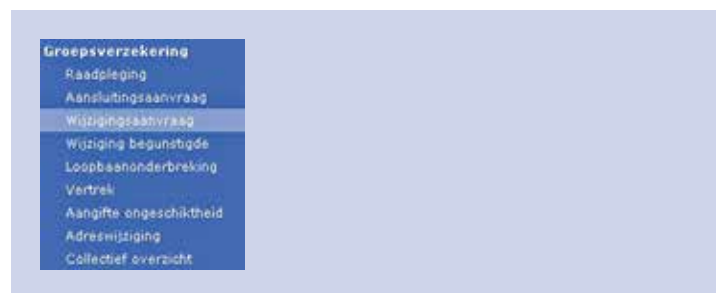 Groepsverzekering
Raadpleging
Aansluitingsaanvraag
Wijzigingsaanvraag
Wijziging begunstigde
Loopbaanonderbreking
Vertrek
Aangifte ongeschiktheid
Adreswijziging
Collectief overzicht